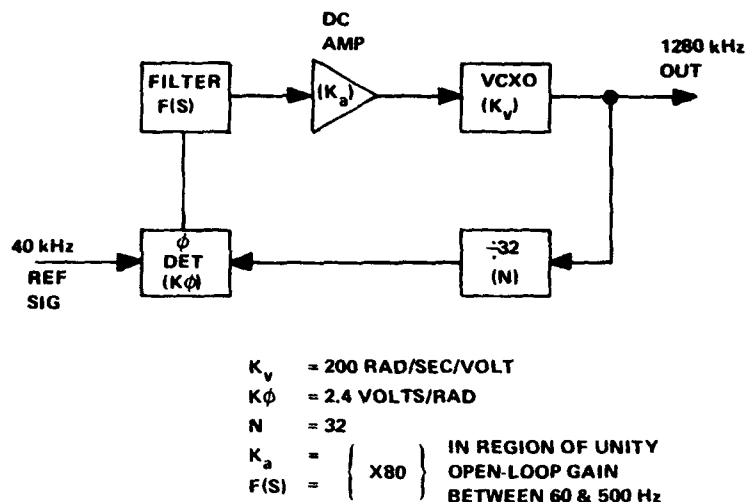 DC
AMP
1280 kHz
OUT
FILTER
F(S)
(Ka)
VCXO
(Kv)
40 kHz
REF
SIG
ϕ
DET
(Kϕ)
÷32
(N)
Kv = 200 RAD/SEC/VOLT
Kϕ = 2.4 VOLTS/RAD
N = 32
Ka =
F(S) =
{ X80 }
IN REGION OF UNITY
OPEN-LOOP GAIN
BETWEEN 60 & 500 Hz